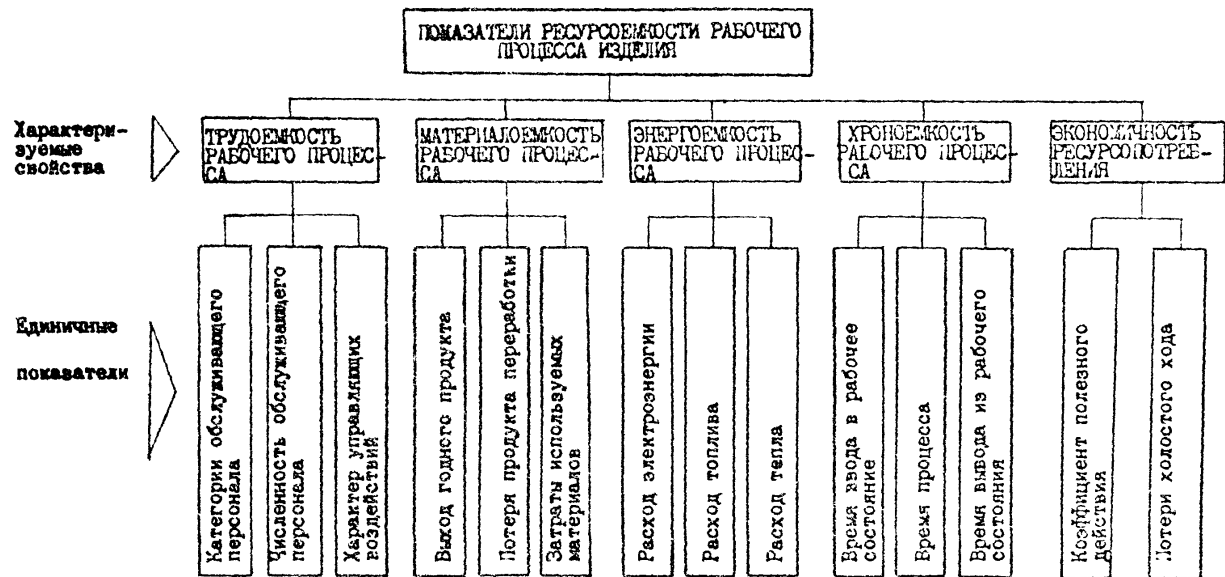 ПОКАЗАТЕЛИ РЕСУРСОЕМКОСТИ РАБОЧЕГО
ПРОЦЕССА ИЗДЕЛИЯ
Характери-
зуемые
свойства
ТРУДОЕМКОСТЬ
РАБОЧЕГО ПРОЦЕС-
СА
МАТЕРИАЛОЕМКОСТЬ
РАБОЧЕГО ПРОЦЕС-
СА
ЭНЕРГОЕМКОСТЬ
РАБОЧЕГО ПРОЦЕС-
СА
ХРОНОЕМКОСТЬ
РАБОЧЕГО ПРОЦЕС-
СА
ЭКОНОМИЧНОСТЬ
РЕСУРСОПОТРЕБ-
ЛЕНИЯ
Единичные
показатели
Категории обслуживающего
персонала
Численность обслуживающего
персонала
Характер управляющих
воздействий
Выход годного продукта
Потеря продукта переработки
Затраты используемых
материалов
Расход электроэнергии
Расход топлива
Расход тепла
Время ввода в рабочее
состояние
Время процесса
Время вывода из рабочего
состояния
Коэффициент полезного
действия
Потери холостого хода